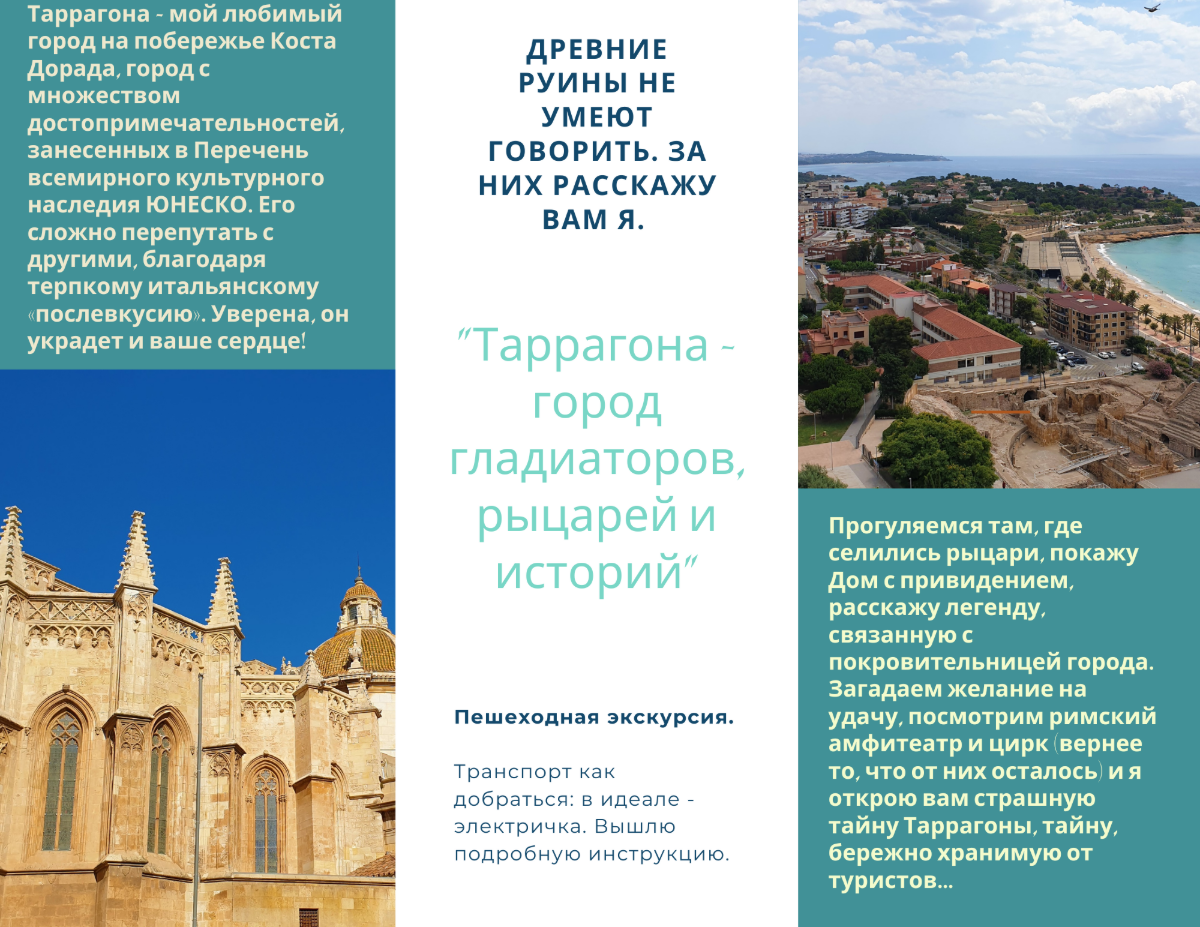 Таррагона - мой любимый
город на побережье Коста
Дорада, город с
множеством
достопримечательностей,
занесенных в Перечень
всемирного культурного
наследия ЮНЕСКО. Его
сложно перепутать с
другими, благодаря
терпкому итальянскому
«послевкусию». Уверена, он
украдет и ваше сердце!
ДРЕВНИЕ
РУИНЫ НЕ
УМЕЮТ
ГОВОРИТЬ. ЗА
НИХ РАССКАЖУ
ВАМ Я.
"Таррагона -
город
гладиаторов,
рыцарей и
историй"
Пешеходная экскурсия.
Транспорт как
добраться: в идеале -
электричка. Вышлю
подробную инструкцию.
Прогуляемся там, где
селились рыцари, покажу
Дом с привидением,
расскажу легенду,
связанную с
покровительницей города.
Загадаем желание на
удачу, посмотрим римский
амфитеатр и цирк (вернее
то, что от них осталось) и я
открою вам страшную
тайну Таррагоны, тайну,
бережно хранимую от
туристов...